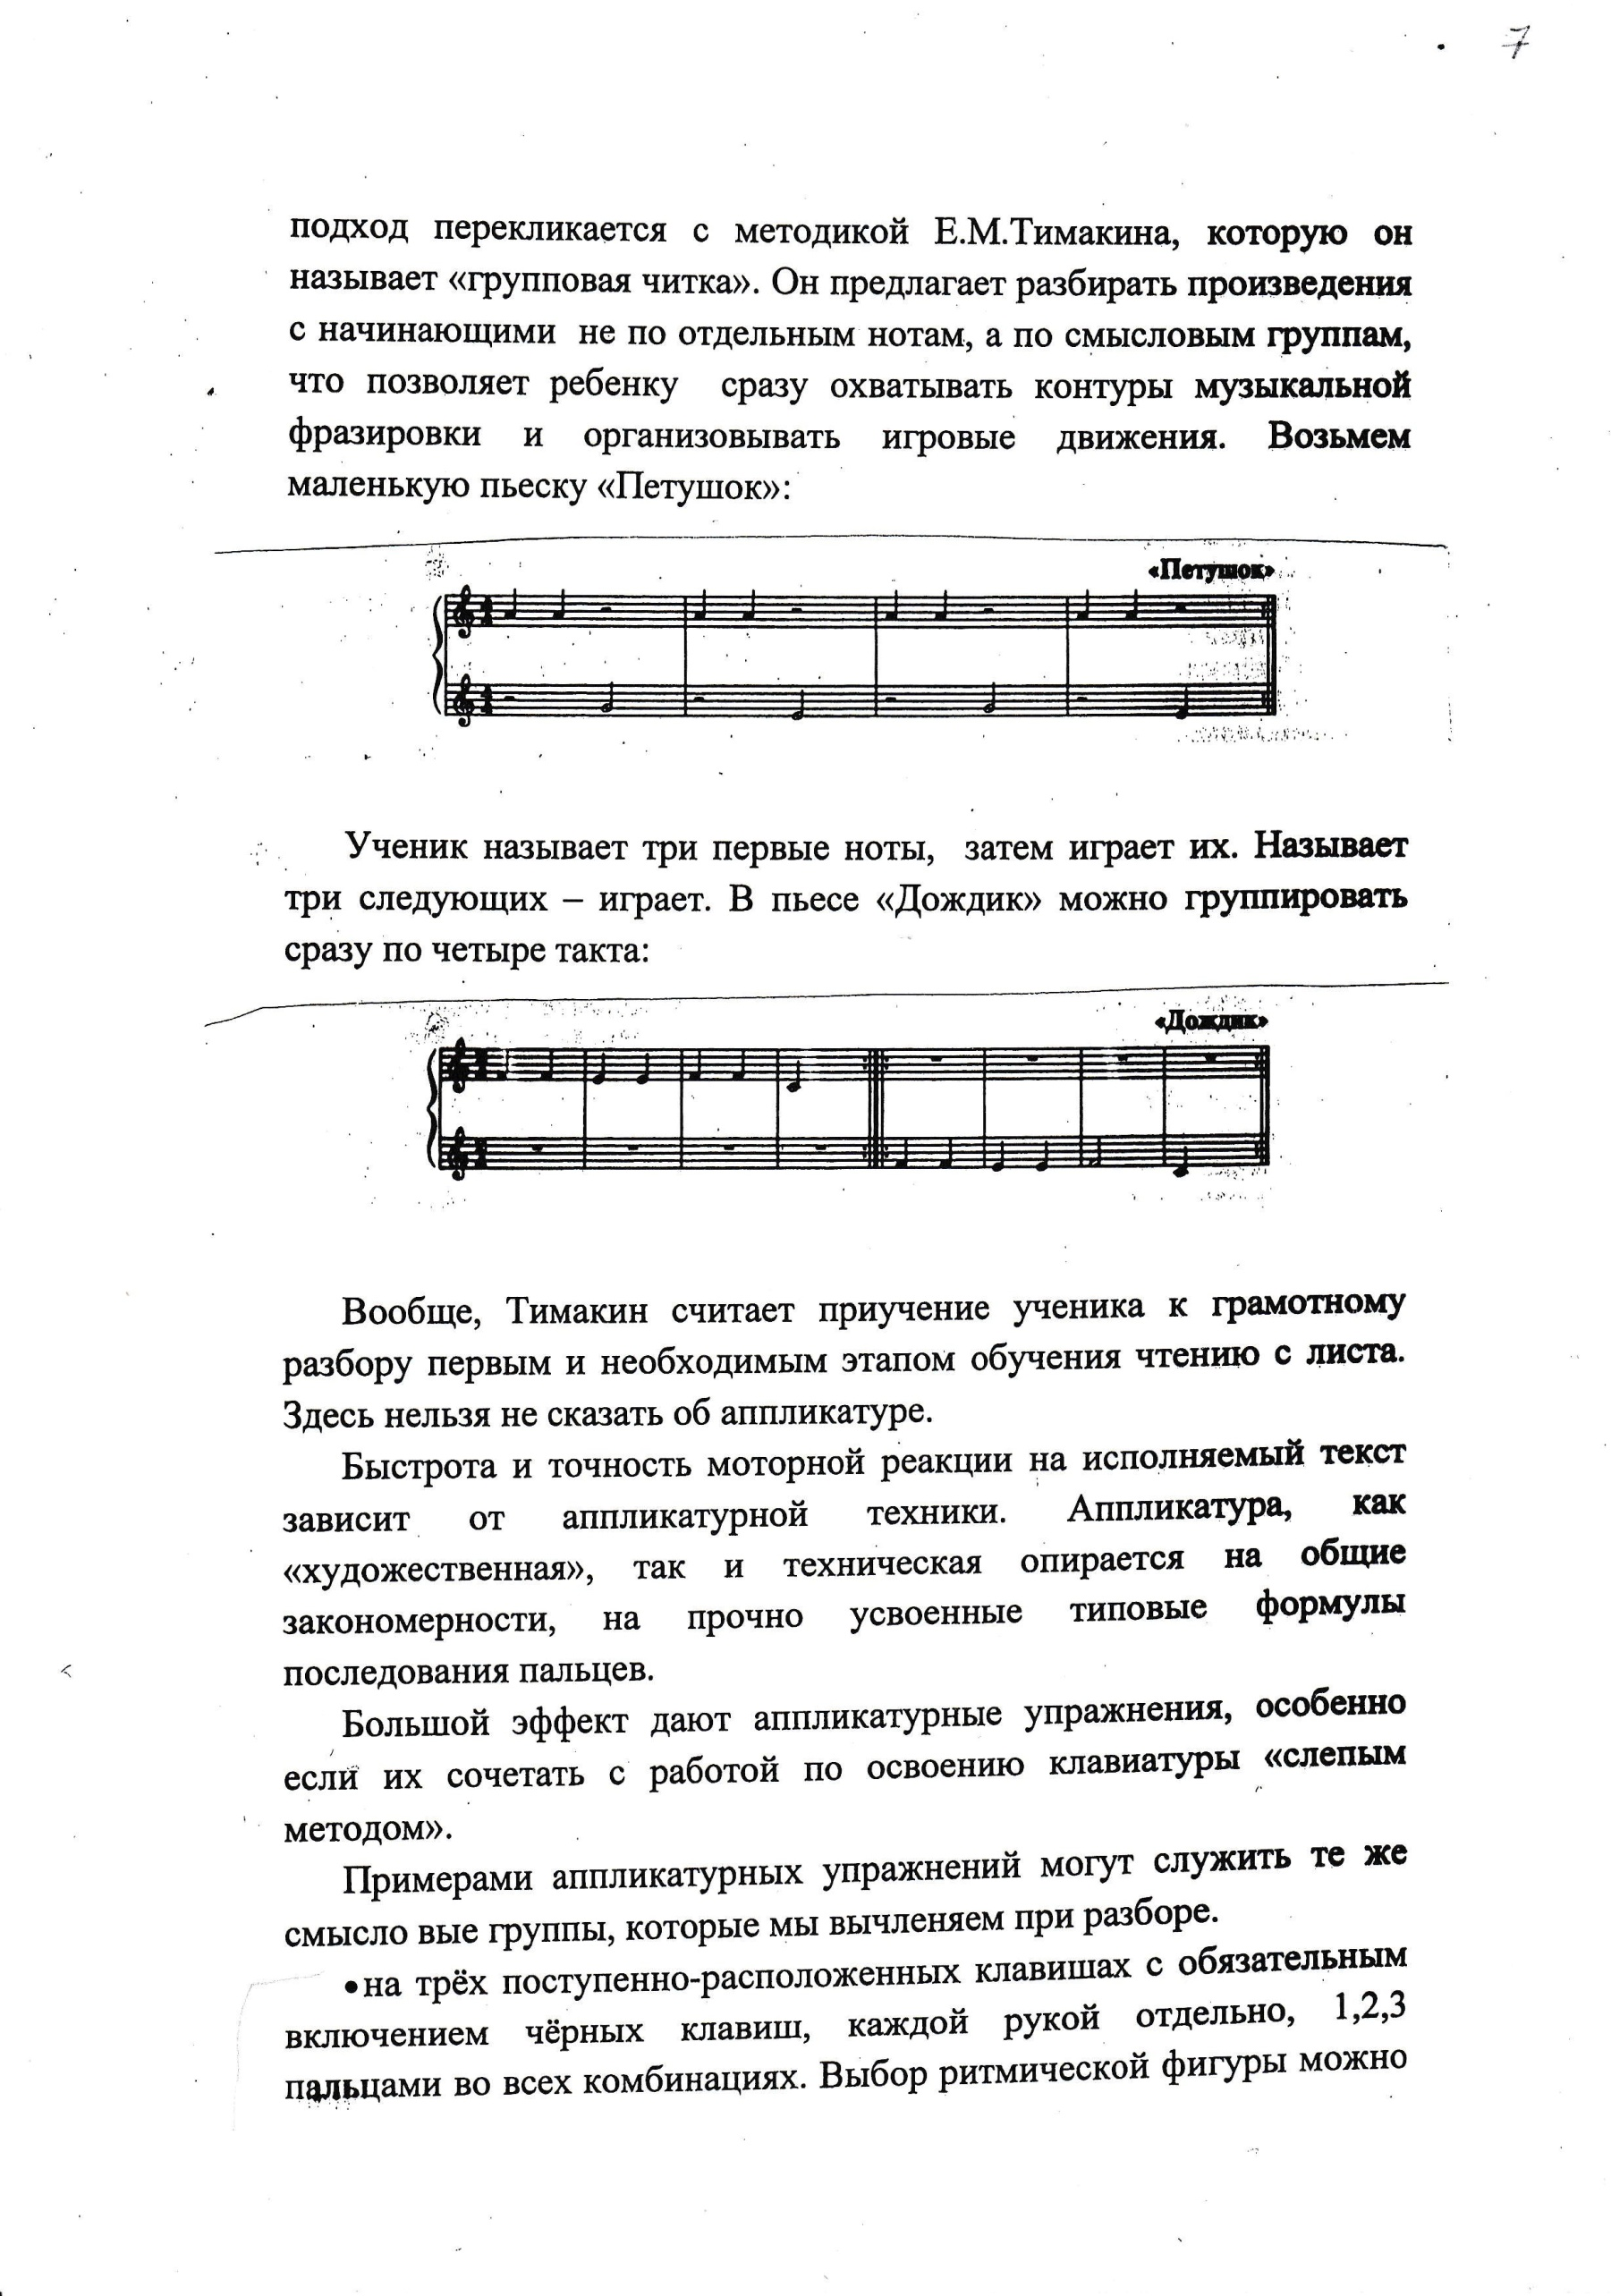 7
подход перекликается с методикой Е.М.Тимакина, которую он
называет «групповая читка». Он предлагает разбирать произведения
с начинающими не по отдельным нотам, а по смысловым группам,
что позволяет ребенку сразу охватывать контуры музыкальной
фразировки и организовывать игровые движения. Возьмем
маленькую пьеску «Петушок»:
«Петушок»
Ученик называет три первые ноты, затем играет их. Называет
три следующих – играет. В пьесе «Дождик» можно группировать
сразу по четыре такта:
«Дождик»
Вообще, Тимакин считает приучение ученика к грамотному
разбору первым и необходимым этапом обучения чтению с листа.
Здесь нельзя не сказать об аппликатуре.
Быстрота и точность моторной реакции на исполняемый текст
зависит от аппликатурной техники. Аппликатура, как
«художественная», так и техническая опирается на общие
закономерности, на прочно усвоенные типовые формулы
последования пальцев.
Большой эффект дают аппликатурные упражнения, особенно
если их сочетать с работой по освоению клавиатуры «слепым
методом».
Примерами аппликатурных упражнений могут служить те же
смысло вые группы, которые мы вычленяем при разборе.
•на трёх поступенно-расположенных клавишах с обязательным
включением чёрных клавиш, каждой рукой отдельно, 1,2,3
пальцами во всех комбинациях. Выбор ритмической фигуры можно